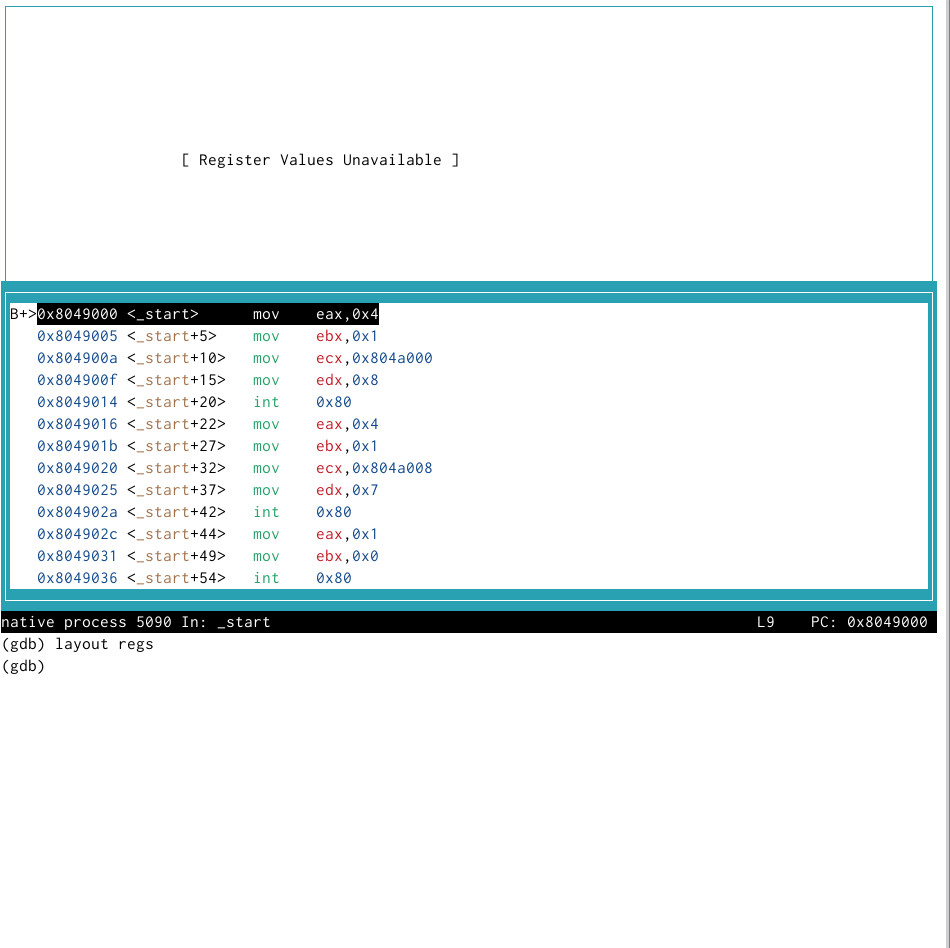 [ Register Values Unavailable ]
B+>0x8049000 <_start>      mov    eax,0x4
0x8049005 <_start+5>    mov    ebx,0x1
0x804900a <_start+10>   mov    ecx,0x804a000
0x804900f <_start+15>   mov    edx,0x8
0x8049014 <_start+20>   int    0x80
0x8049016 <_start+22>   mov    eax,0x4
0x804901b <_start+27>   mov    ebx,0x1
0x8049020 <_start+32>   mov    ecx,0x804a008
0x8049025 <_start+37>   mov    edx,0x7
0x804902a <_start+42>   int    0x80
0x804902c <_start+44>   mov    eax,0x1
0x8049031 <_start+49>   mov    ebx,0x0
0x8049036 <_start+54>   int    0x80
native process 5090 In: _start    L9    PC: 0x8049000
(gdb) layout regs
(gdb)